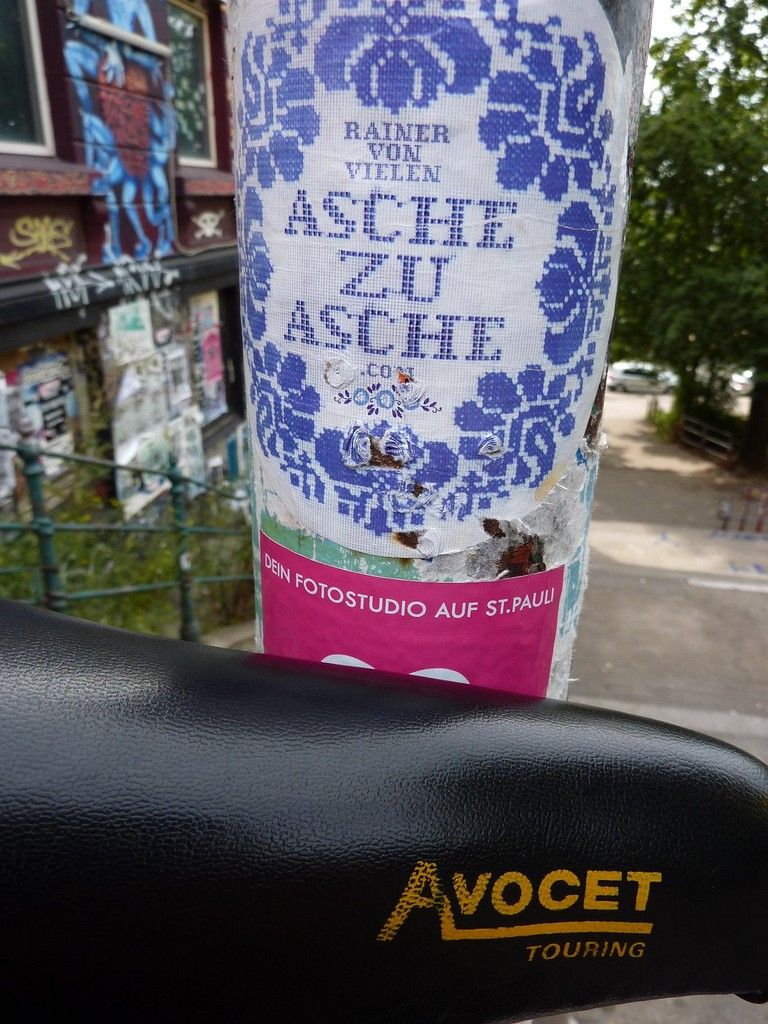 RAINER
VON
VIELEN
ASCHE
ZU
ASCHE
.COM
DEIN FOTOSTUDIO AUF ST.PAULI
AVOCET
TOURING